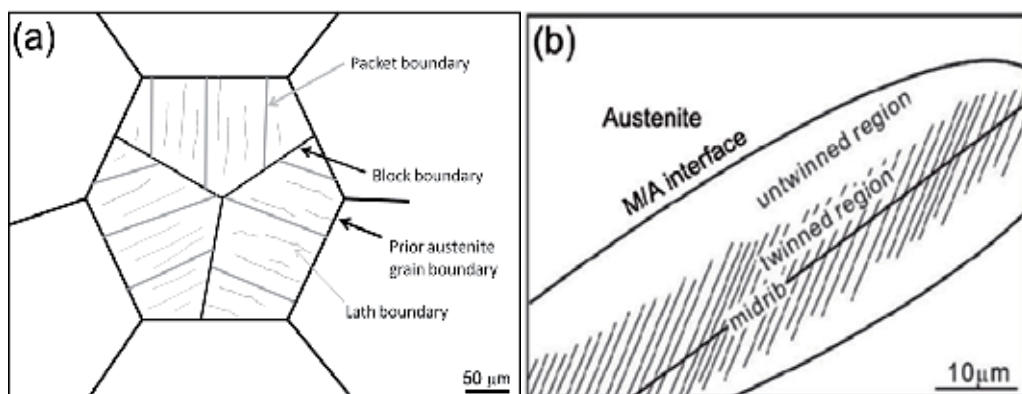 (a)
Packet boundary
Block boundary
Prior austenite
grain boundary
Lath boundary
50 μm
(b)
Austenite
M/A interface
untwinned region
twinned region
midrib
10μm